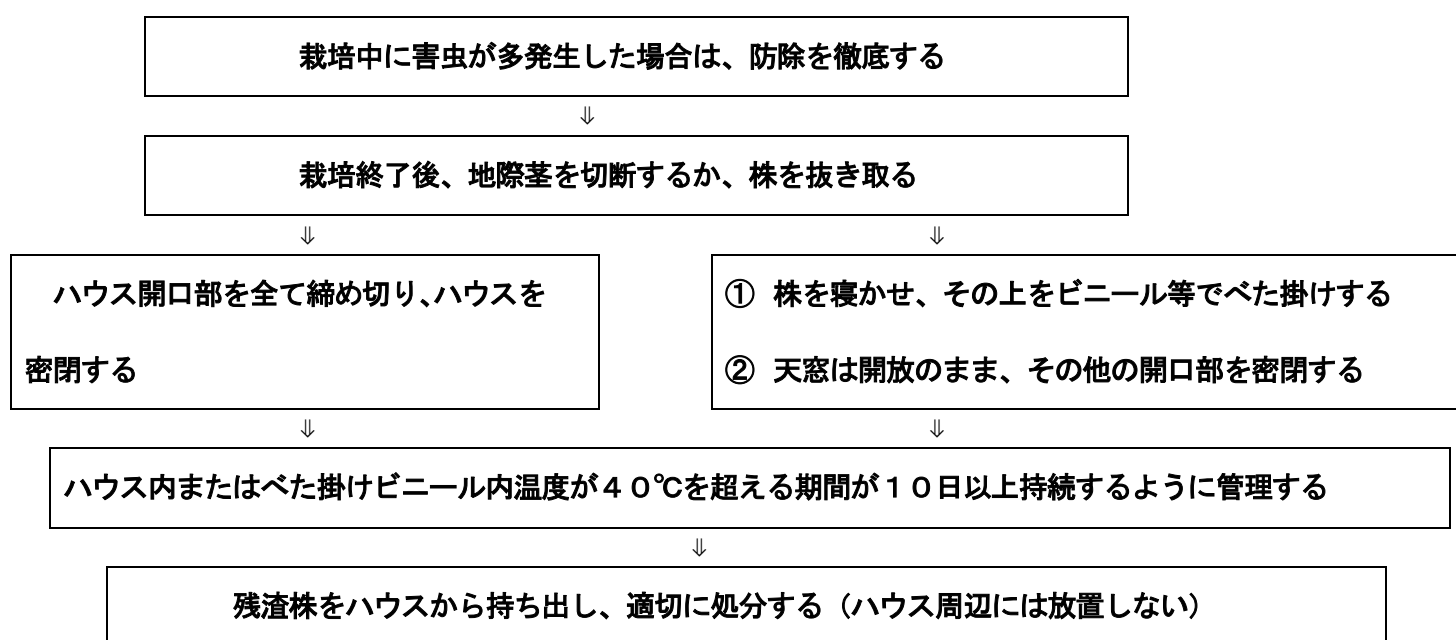 栽培中に害虫が多発生した場合は、防除を徹底する
⇓
栽培終了後、地際茎を切断するか、株を抜き取る
⇓ ⇓
ハウス開口部を全て締め切り、ハウスを
密閉する
① 株を寝かせ、その上をビニール等でべた掛けする
② 天窓は開放のまま、その他の開口部を密閉する
⇓ ⇓
ハウス内またはべた掛けビニール内温度が４０℃を超える期間が１０日以上持続するように管理する
⇓
残渣株をハウスから持ち出し、適切に処分する（ハウス周辺には放置しない）